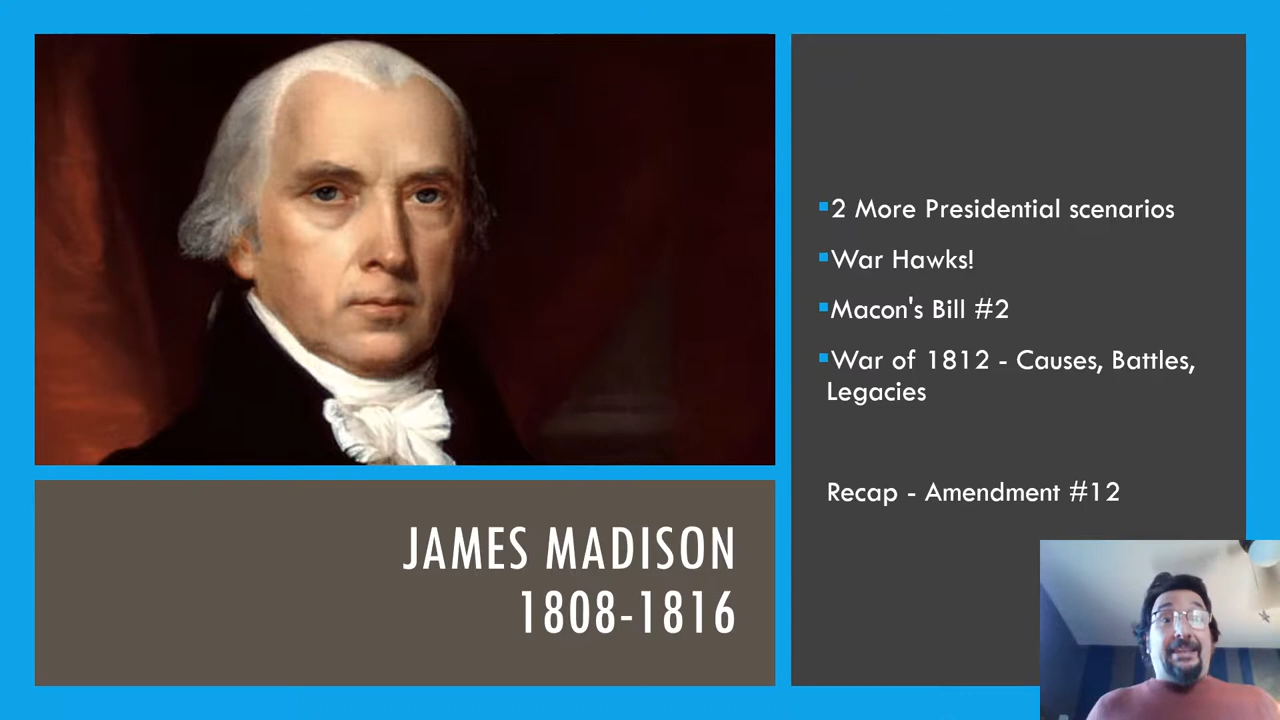 JAMES MADISON
1808-1816
▪2 More Presidential scenarios
▪War Hawks!
▪Macon's Bill #2
▪War of 1812 - Causes, Battles,
Legacies
Recap - Amendment #12